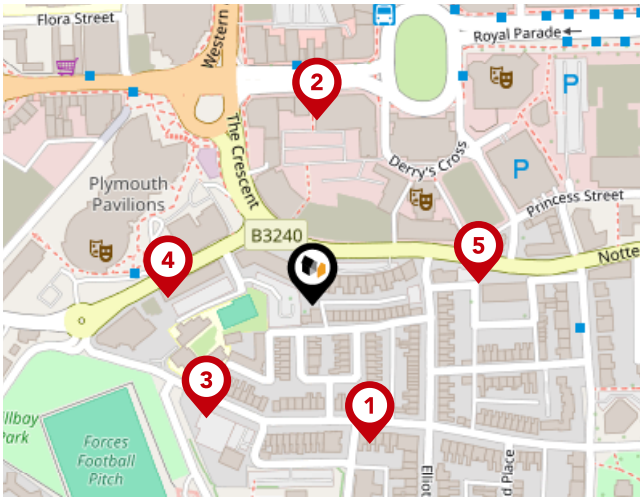 Flora Street
Western
Royal Parade
2
P
The Crescent
Derry's Cross
P
Plymouth
Pavilions
Princess Street
B3240
5
Notte
4
3
1
illbay
Park
Forces
Football
Pitch
Elliot
d Place